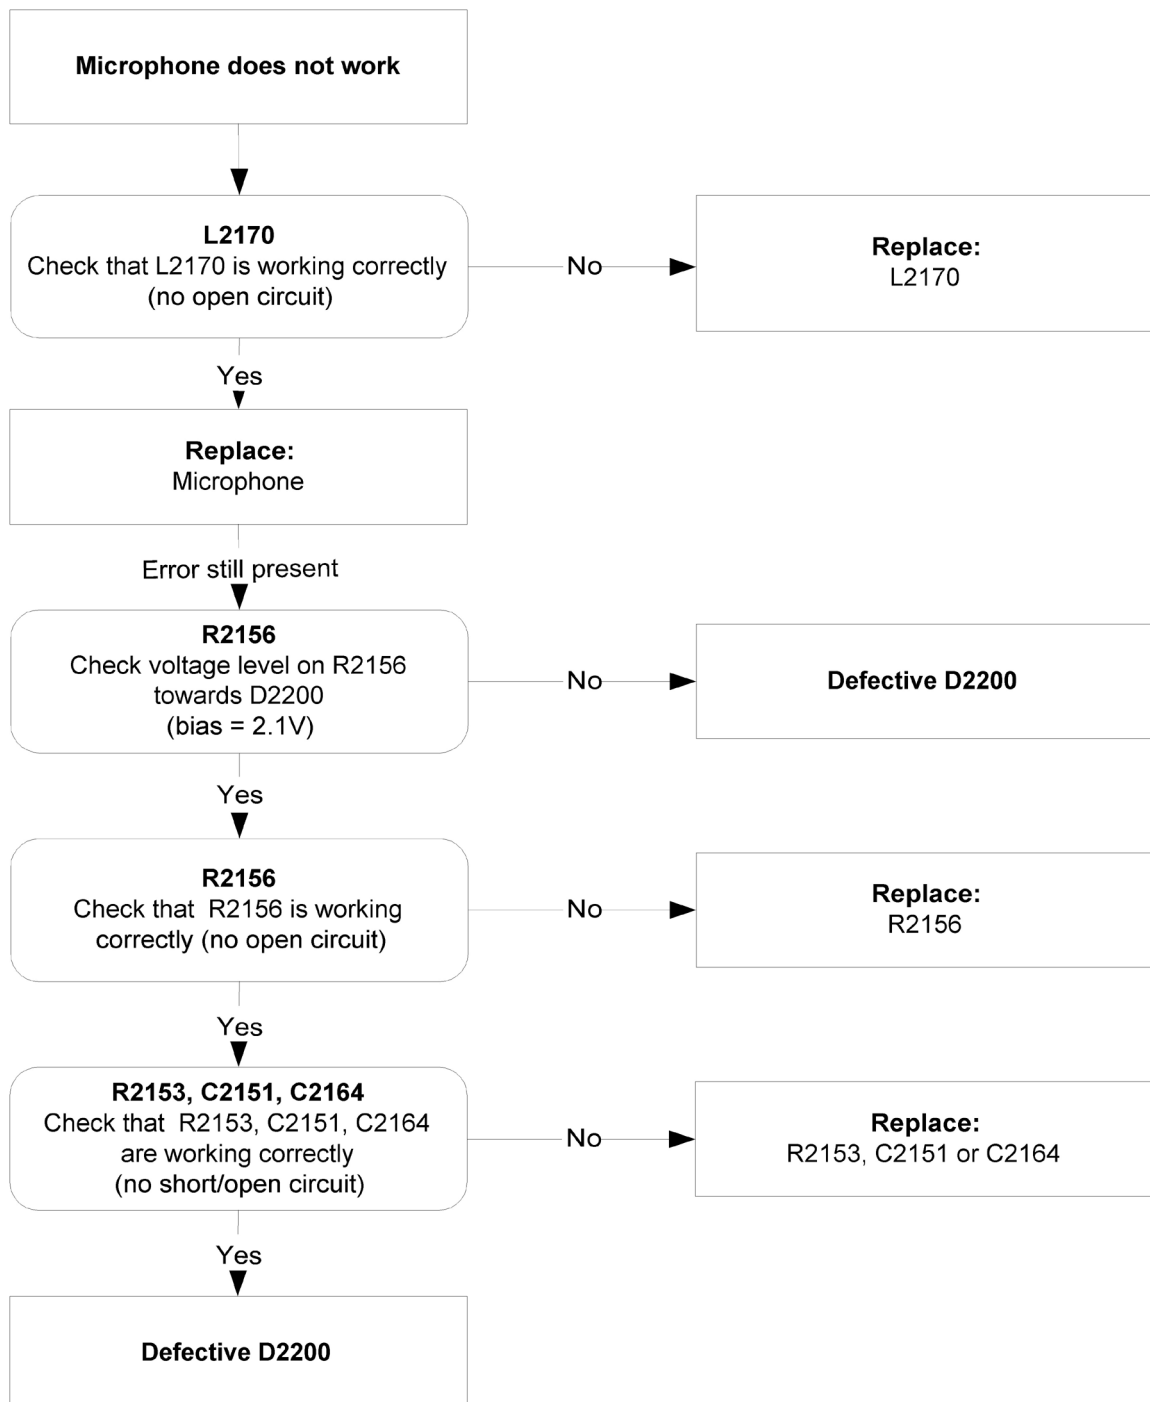 Microphone does not work
L2170
Check that L2170 is working correctly
(no open circuit)
No
Replace:
L2170
Yes
Replace:
Microphone
Error still present
R2156
Check voltage level on R2156
towards D2200
(bias = 2.1V)
No
Defective D2200
Yes
R2156
Check that R2156 is working
correctly (no open circuit)
No
Replace:
R2156
Yes
R2153, C2151, C2164
Check that R2153, C2151, C2164
are working correctly
(no short/open circuit)
No
Replace:
R2153, C2151 or C2164
Yes
Defective D2200